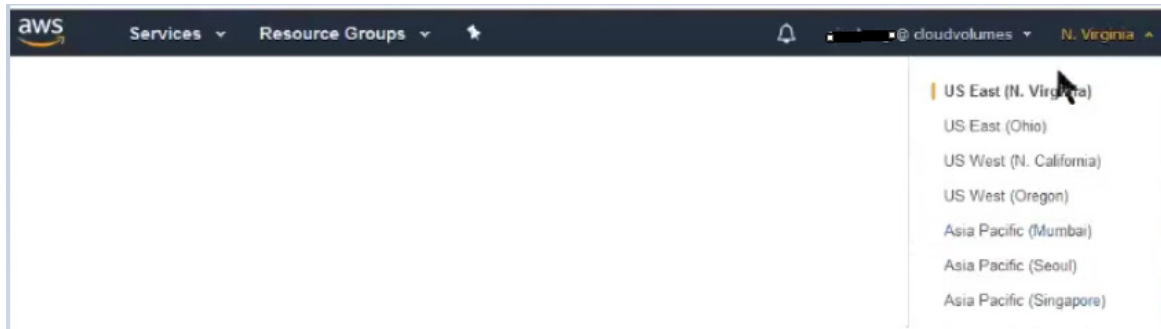 aws Services Resource Groups @ cloudvolumes N. Virginia
US East (N. Virginia)
US East (Ohio)
US West (N. California)
US West (Oregon)
Asia Pacific (Mumbai)
Asia Pacific (Seoul)
Asia Pacific (Singapore)